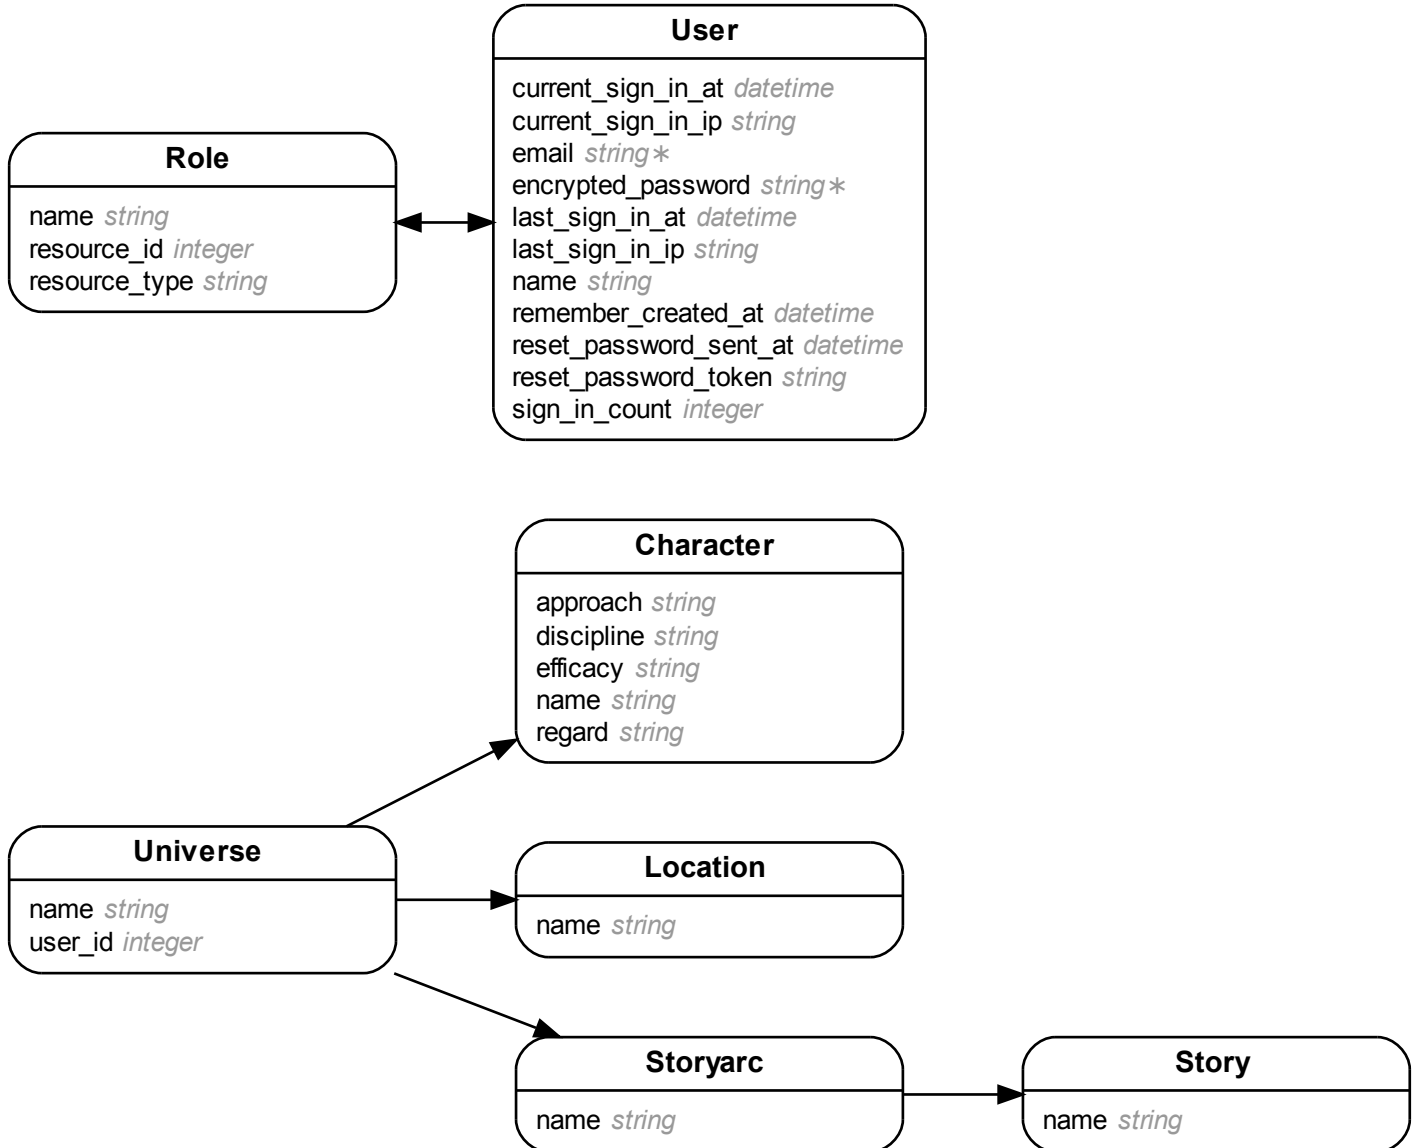 User
current_sign_in_at datetime
current_sign_in_ip string
email string∗
encrypted_password string∗
last_sign_in_at datetime
last_sign_in_ip string
name string
remember_created_at datetime
reset_password_sent_at datetime
reset_password_token string
sign_in_count integer
Role
name string
resource_id integer
resource_type string
Character
approach string
discipline string
efficacy string
name string
regard string
Universe
name string
user_id integer
Location
name string
Storyarc
name string
Story
name string